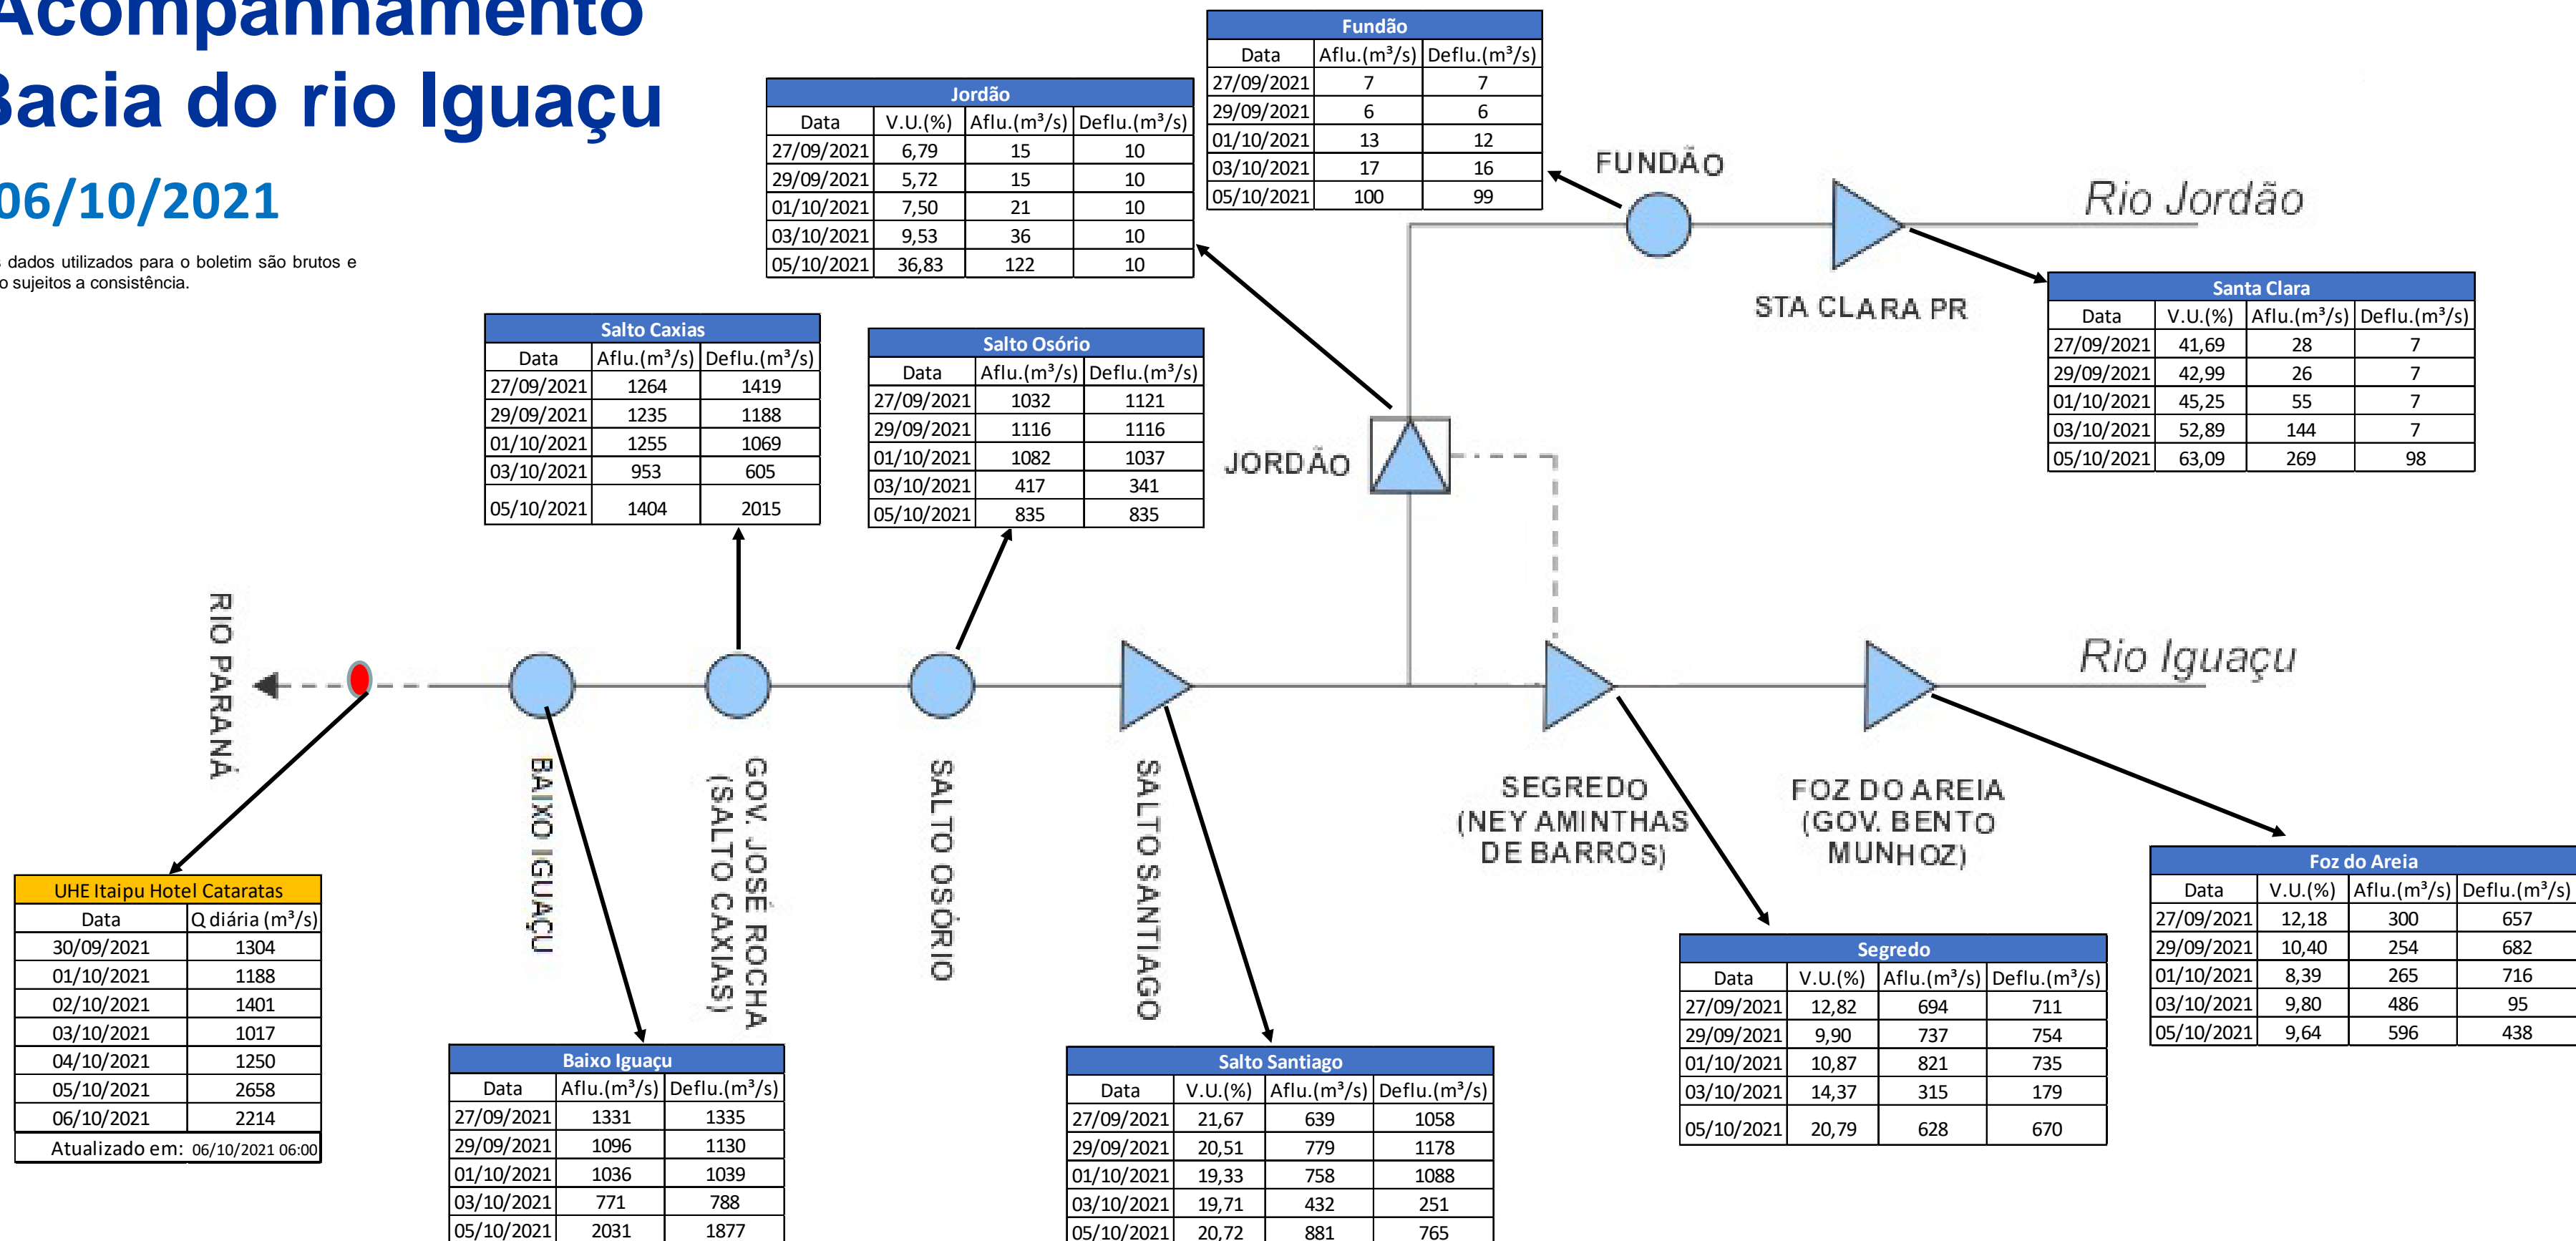 Acompanhamento
Bacia do rio Iguaçu
06/10/2021
dados utilizados para o boletim são brutos e
sujeitos a consistência.
Fundão
Data Aflu.(m³/s) Deflu.(m³/s)
27/09/2021 7 7
29/09/2021 6 6
01/10/2021 13 12
03/10/2021 17 16
05/10/2021 100 99
Jordão
Data V.U.(%) Aflu.(m³/s) Deflu.(m³/s)
27/09/2021 6,79 15 10
29/09/2021 5,72 15 10
01/10/2021 7,50 21 10
03/10/2021 9,53 36 10
05/10/2021 36,83 122 10
FUNDÃO
Rio Jordão
STA CLARA PR
Santa Clara
Data V.U.(%) Aflu.(m³/s) Deflu.(m³/s)
27/09/2021 41,69 28 7
29/09/2021 42,99 26 7
01/10/2021 45,25 55 7
03/10/2021 52,89 144 7
05/10/2021 63,09 269 98
Salto Caxias
Data Aflu.(m³/s) Deflu.(m³/s)
27/09/2021 1264 1419
29/09/2021 1235 1188
01/10/2021 1255 1069
03/10/2021 953 605
05/10/2021 1404 2015
Salto Osório
Data Aflu.(m³/s) Deflu.(m³/s)
27/09/2021 1032 1121
29/09/2021 1116 1116
01/10/2021 1082 1037
03/10/2021 417 341
05/10/2021 835 835
JORDÃO
RIO PARANÁ
Rio Iguaçu
BAIXO IGUAÇU
GOV. JOSÉ ROCHA
(SALTO CAXIAS)
SALTO OSÓRIO
SALTO SANTIAGO
SEGREDO
(NEY AMINTHAS
DE BARROS)
FOZ DO AREIA
(GOV. BENTO
MUNHOZ)
UHE Itaipu Hotel Cataratas
Data Q diária (m³/s)
30/09/2021 1304
01/10/2021 1188
02/10/2021 1401
03/10/2021 1017
04/10/2021 1250
05/10/2021 2658
06/10/2021 2214
Atualizado em: 06/10/2021 06:00
Baixo Iguaçu
Data Aflu.(m³/s) Deflu.(m³/s)
27/09/2021 1331 1335
29/09/2021 1096 1130
01/10/2021 1036 1039
03/10/2021 771 788
05/10/2021 2031 1877
Salto Santiago
Data V.U.(%) Aflu.(m³/s) Deflu.(m³/s)
27/09/2021 21,67 639 1058
29/09/2021 20,51 779 1178
01/10/2021 19,33 758 1088
03/10/2021 19,71 432 251
05/10/2021 20,72 881 765
Segredo
Data V.U.(%) Aflu.(m³/s) Deflu.(m³/s)
27/09/2021 12,82 694 711
29/09/2021 9,90 737 754
01/10/2021 10,87 821 735
03/10/2021 14,37 315 179
05/10/2021 20,79 628 670
Foz do Areia
Data V.U.(%) Aflu.(m³/s) Deflu.(m³/s)
27/09/2021 12,18 300 657
29/09/2021 10,40 254 682
01/10/2021 8,39 265 716
03/10/2021 9,80 486 95
05/10/2021 9,64 596 438